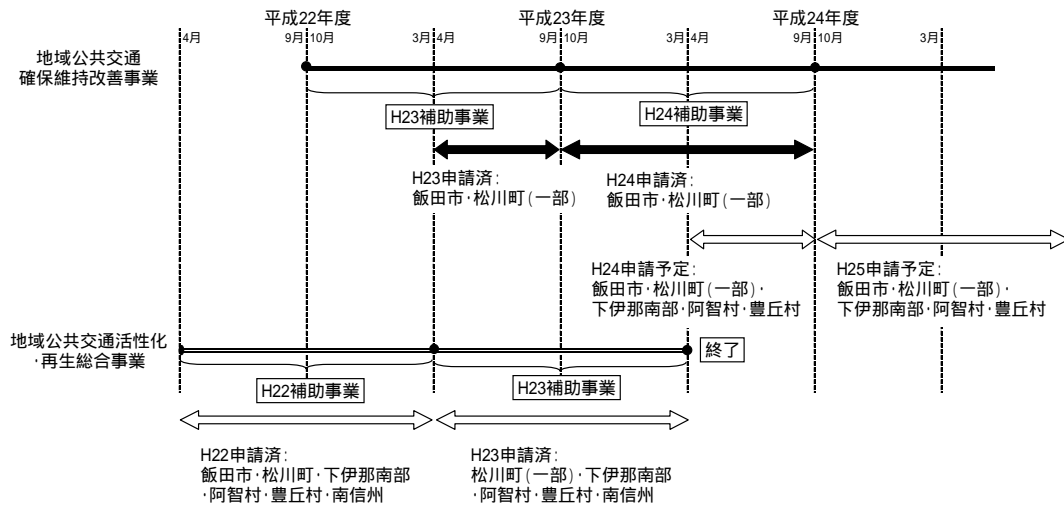 平成22年度
平成23年度
平成24年度
4月
9月
10月
3月
4月
9月
10月
3月
4月
9月
10月
3月
地域公共交通
確保維持改善事業
H23補助事業
H24補助事業
H23申請済:
飯田市・松川町(一部)
H24申請済:
飯田市・松川町(一部)
H24申請予定:
飯田市・松川町(一部)・
下伊那南部・阿智村・豊丘村
H25申請予定:
飯田市・松川町(一部)・
下伊那南部・阿智村・豊丘村
地域公共交通活性化
・再生総合事業
終了
H22補助事業
H23補助事業
H22申請済:
飯田市・松川町・下伊那南部
・阿智村・豊丘村・南信州
H23申請済:
松川町(一部)・下伊那南部
・阿智村・豊丘村・南信州